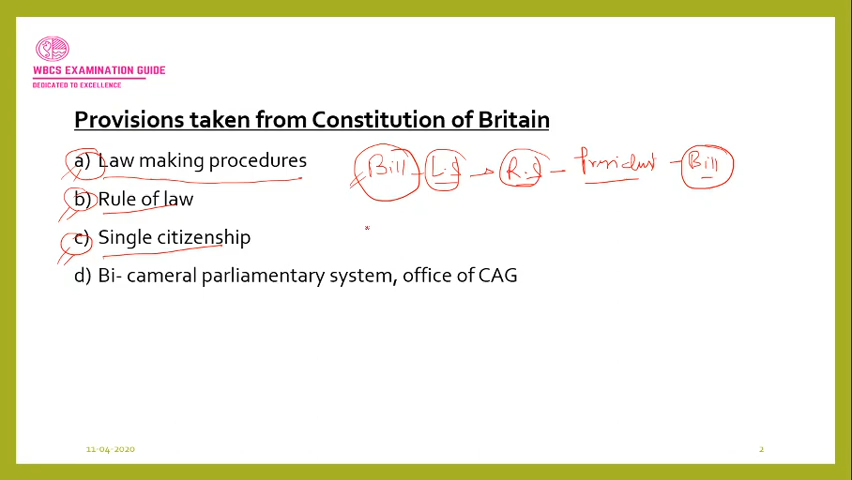 WBCS EXAMINATION GUIDE
DEDICATED TO EXCELLENCE
Provisions taken from Constitution of Britain
a) Law making procedures
Bill - L.S → R.S - President - Bill
b) Rule of law
c) Single citizenship
d) Bi- cameral parliamentary system, office of CAG
11-04-2020
2